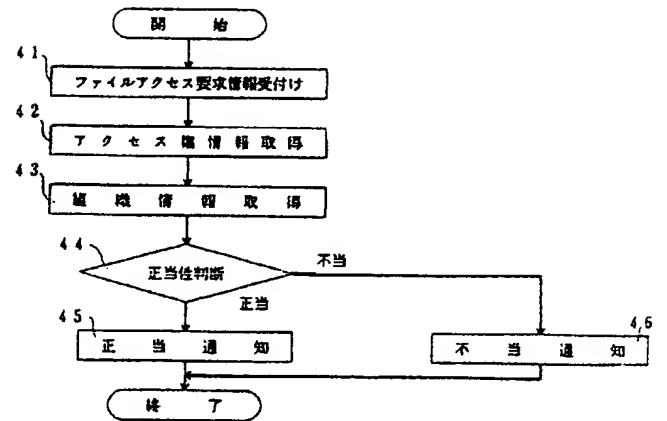 開 始
41
ファイルアクセス要求情報受付け
42
アクセス権情報取得
43
組織情報取得
44
正当性判断
不当
正当
45
正当通知
46
不当通知
終了